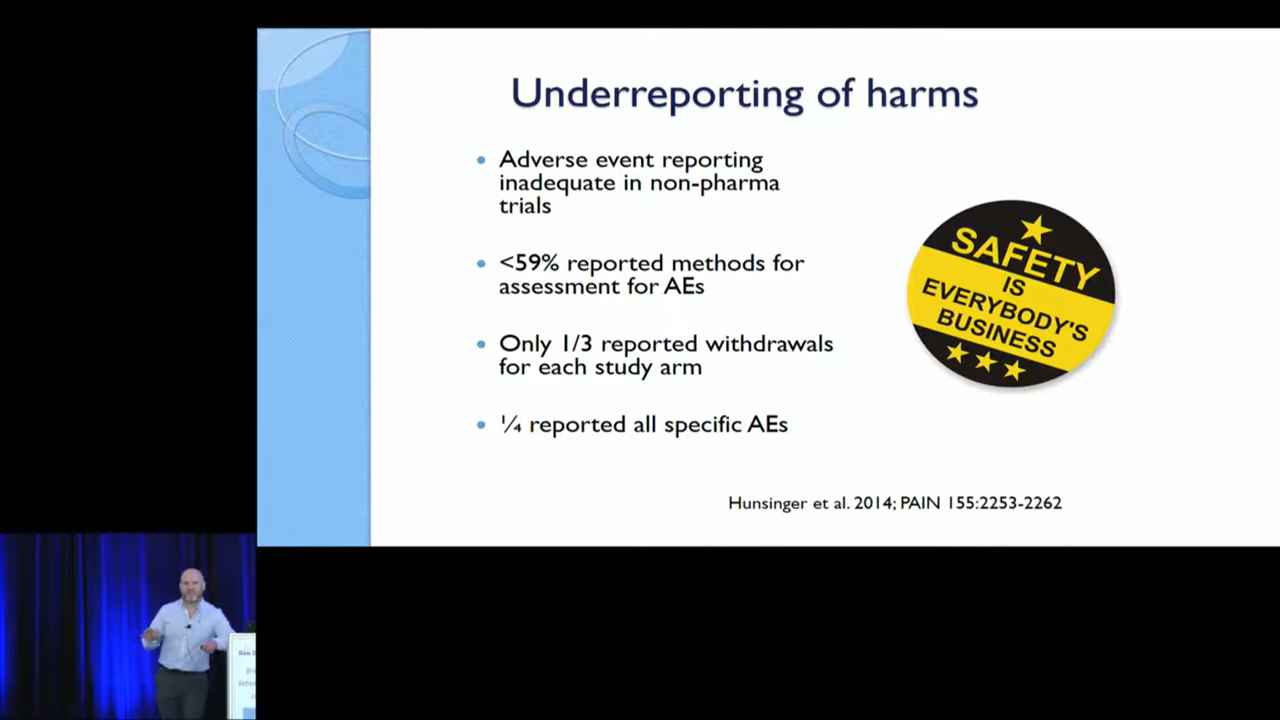 Underreporting of harms
• Adverse event reporting
inadequate in non-pharma
trials
• <59% reported methods for
assessment for AEs
• Only 1/3 reported withdrawals
for each study arm
• ¼ reported all specific AEs
SAFETY
IS
EVERYBODY'S
BUSINESS
Hunsinger et al. 2014; PAIN 155:2253-2262
San